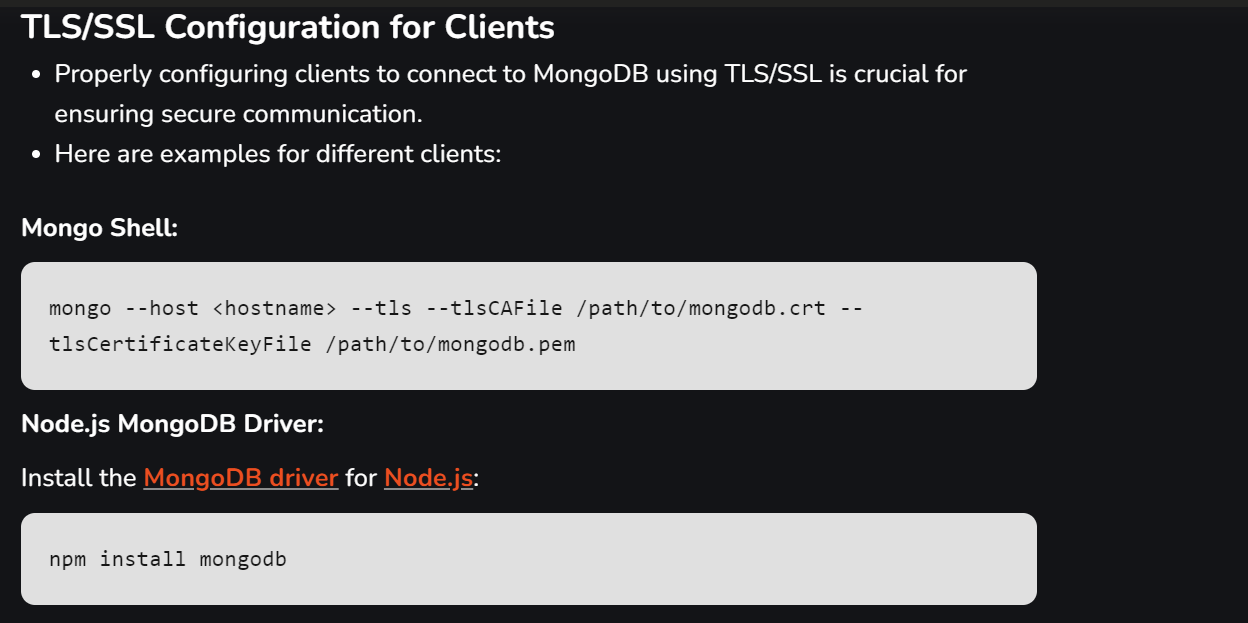 TLS/SSL Configuration for Clients
• Properly configuring clients to connect to MongoDB using TLS/SSL is crucial for
ensuring secure communication.
• Here are examples for different clients:
Mongo Shell:
mongo --host <hostname> --tls --tlsCAFile /path/to/mongodb.crt --
tlsCertificateKeyFile /path/to/mongodb.pem
Node.js MongoDB Driver:
Install the MongoDB driver for Node.js:
npm install mongodb